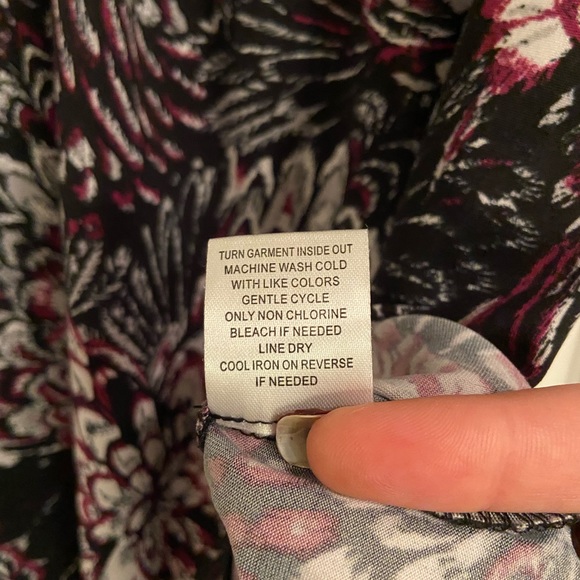 TURN GARMENT INSIDE OUT
MACHINE WASH COLD
WITH LIKE COLORS
GENTLE CYCLE
ONLY NON CHLORINE
BLEACH IF NEEDED
LINE DRY
COOL IRON ON REVERSE
IF NEEDED